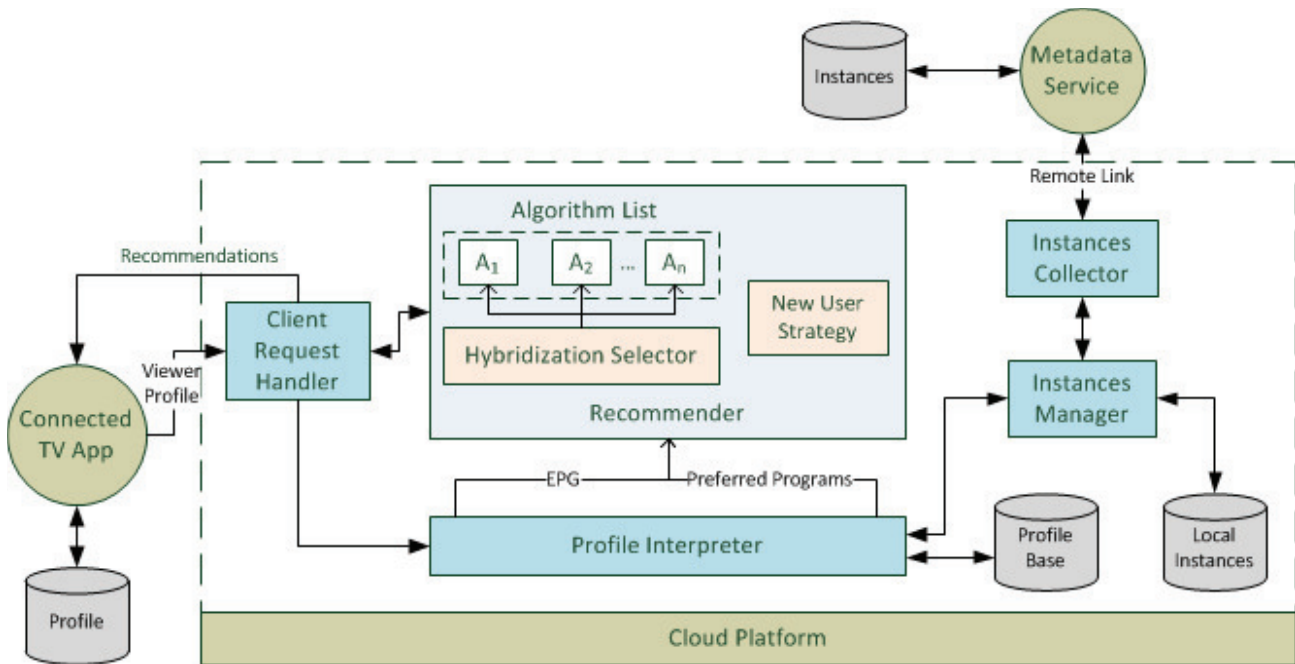 Instances
Metadata
Service
Remote Link
Algorithm List
A1
A2
...
An
Instances
Collector
Recommendations
New User
Strategy
Client
Request
Handler
Hybridization Selector
Viewer
Profile
Instances
Manager
Recommender
Connected
TV App
EPG
Preferred Programs
Profile Interpreter
Profile
Base
Local
Instances
Profile
Cloud Platform